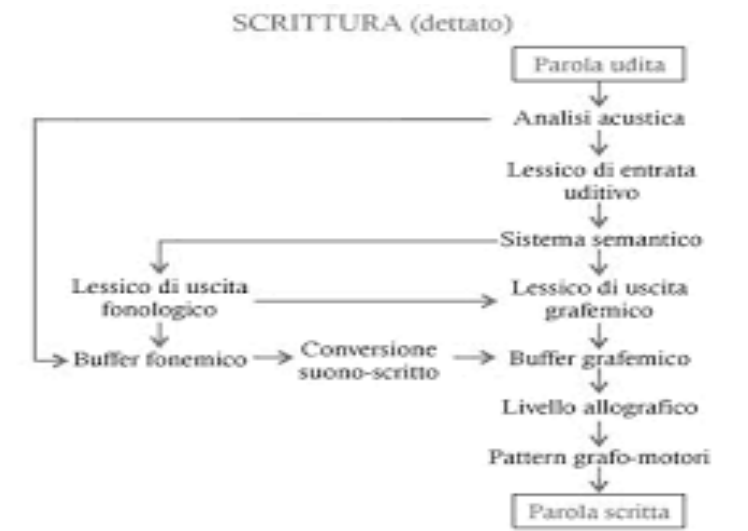 SCRITTURA (dettato)
Parola udita
Analisi acustica
Lessico di entrata
uditivo
Sistema semantico
Lessico di uscita
fonologico
Lessico di uscita
grafemico
Buffer fonemico
Conversione
suono-scritto
Buffer grafemico
Livello allografico
Pattern grafo-motori
Parola scritta